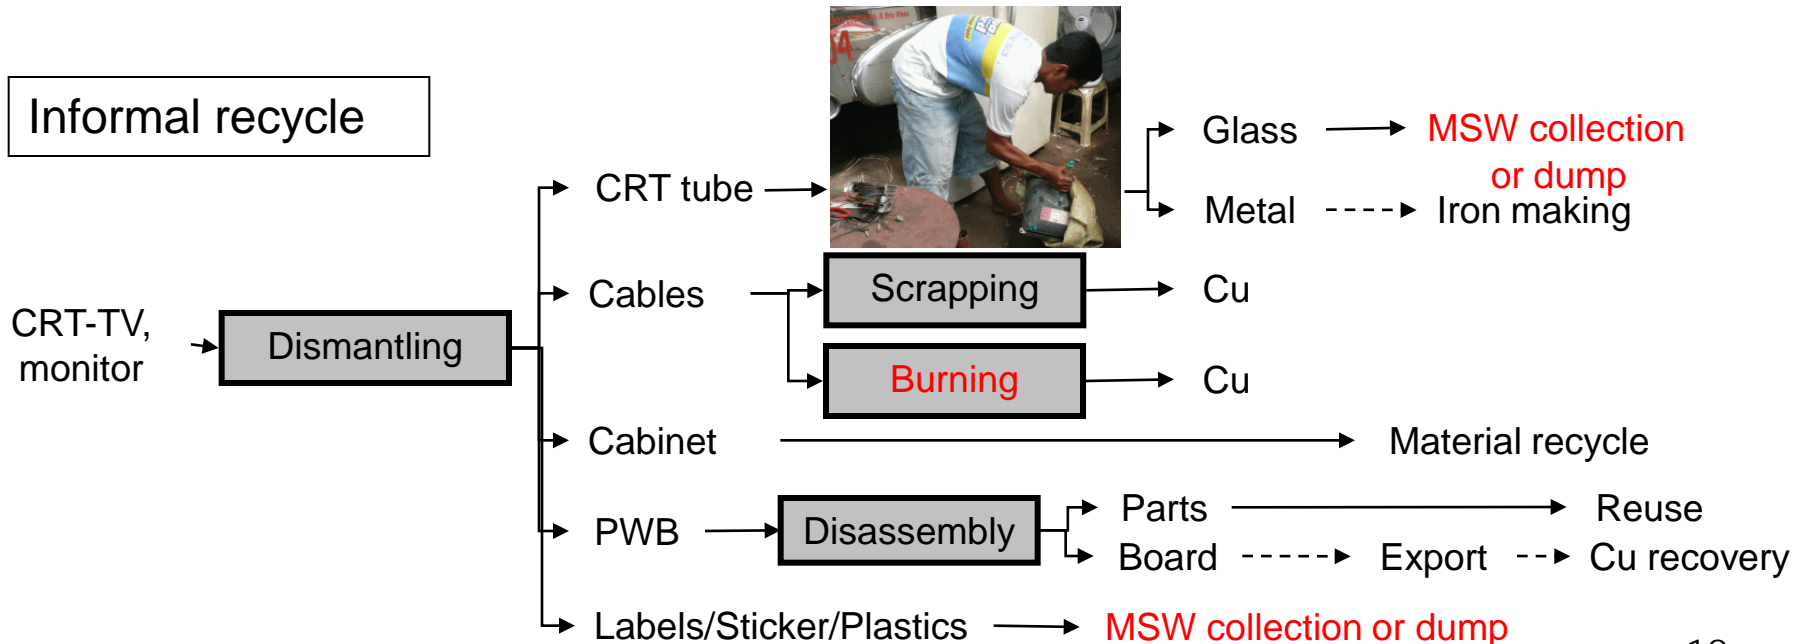 Informal recycle
CRT-TV,
monitor
Dismantling
CRT tube
Glass
MSW collection
or dump
Metal
Iron making
Cables
Scrapping
Cu
Burning
Cu
Cabinet
Material recycle
PWB
Disassembly
Parts
Reuse
Board
Export
Cu recovery
Labels/Sticker/Plastics
MSW collection or dump